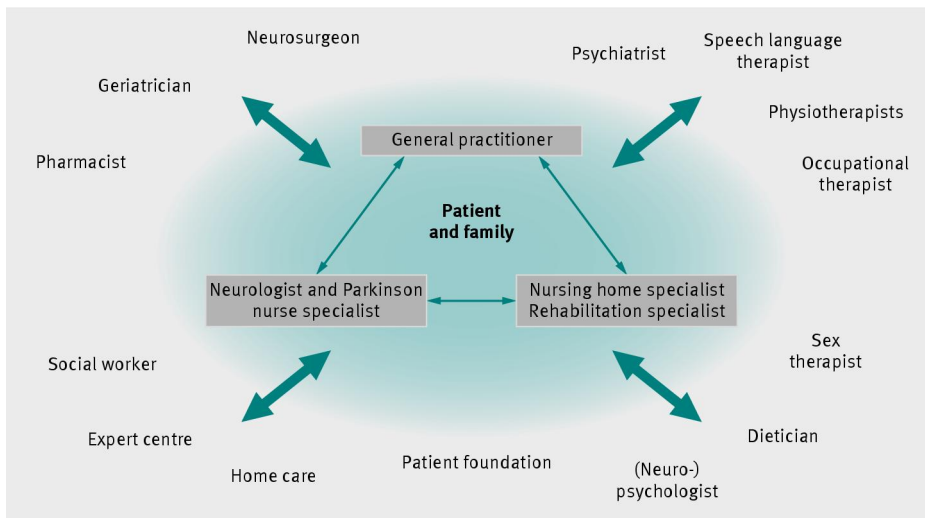 Neurosurgeon
Psychiatrist
Speech language
therapist
Geriatrician
Physiotherapists
General practitioner
Pharmacist
Occupational
therapist
Patient
and family
Neurologist and Parkinson
nurse specialist
Nursing home specialist
Rehabilitation specialist
Sex
therapist
Social worker
Expert centre
Dietician
Home care
Patient foundation
(Neuro-)
psychologist